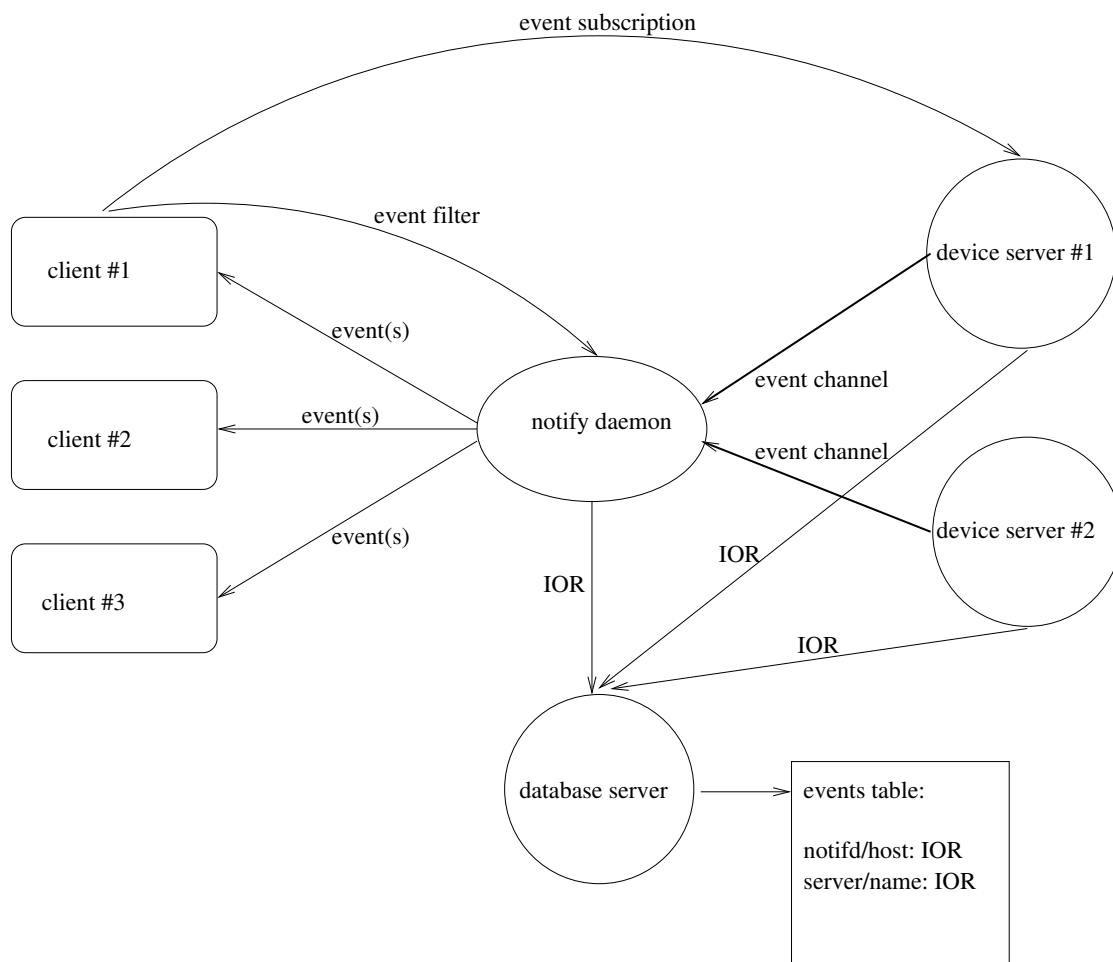 event subscription
event filter
client #1
device server #1
event(s)
event channel
client #2
event(s)
notify daemon
event channel
device server #2
event(s)
IOR
client #3
IOR
IOR
database server
events table:
notifd/host: IOR
server/name: IOR